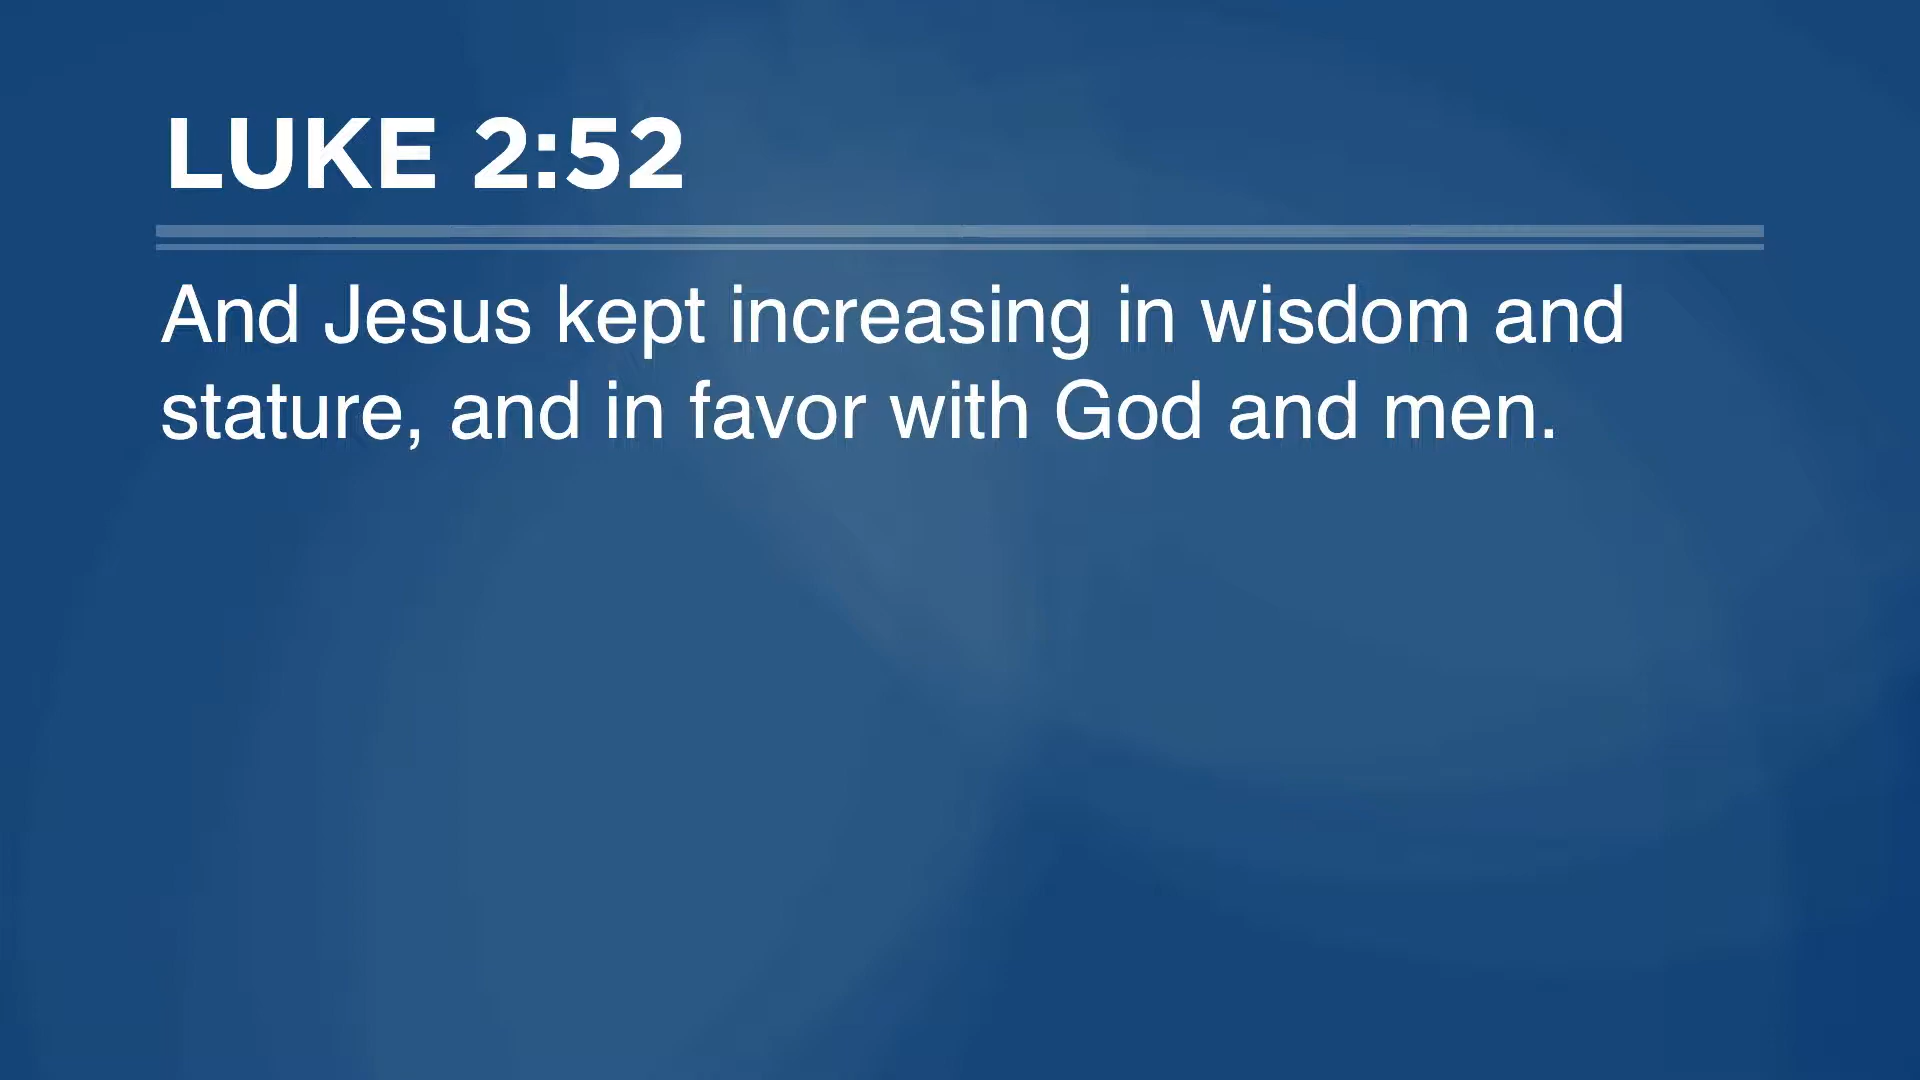 LUKE 2:52
And Jesus kept increasing in wisdom and
stature, and in favor with God and men.